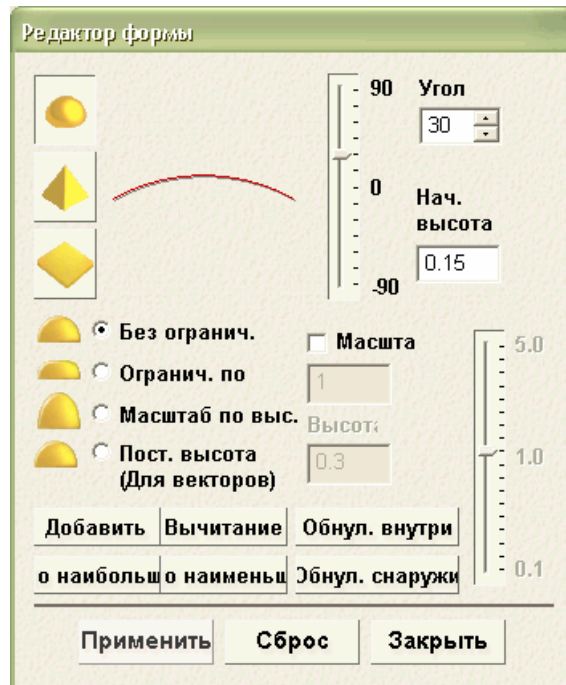 Редактор формы
90
Угол
30
0
Нач.
высота
0.15
-90
Без огранич.
Огранич. по
Масштаб по выс.
Пост. высота
(Для векторов)
Масшта
1
Высота
0.3
5.0
1.0
0.1
Добавить Вычитание Обнул. внутри
о наибольш о наименьш Обнул. снаружи
Применить Сброс Закрыть